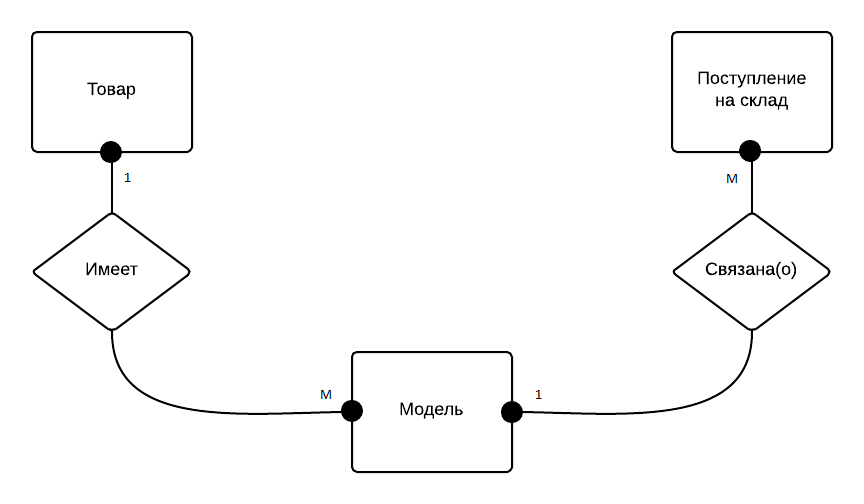 Товар
Поступление
на склад
1
М
Имеет
Связана(о)
М
Модель
1